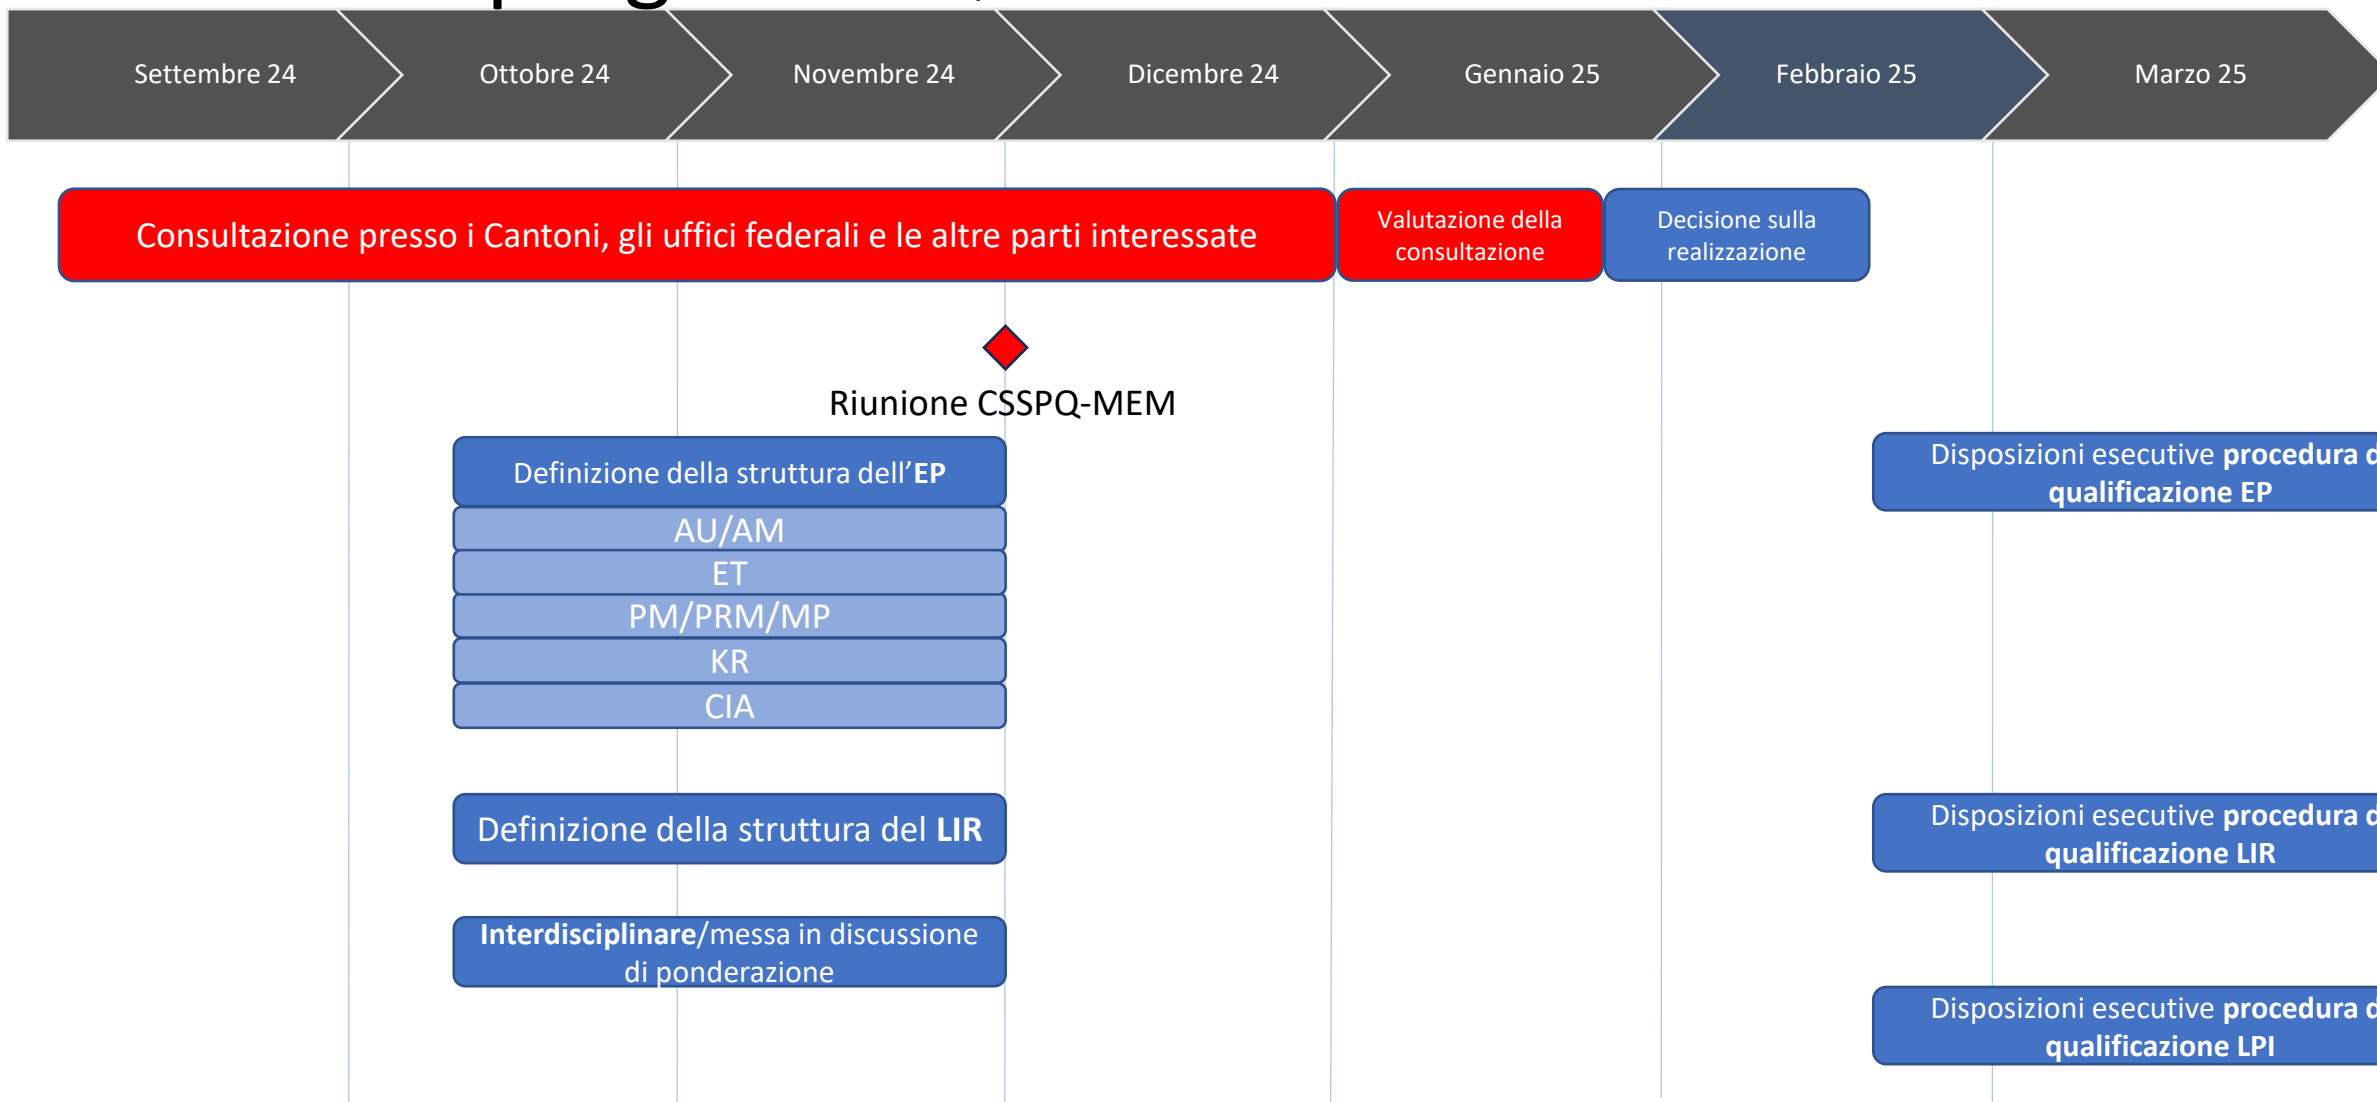 Settembre 24
Ottobre 24
Novembre 24
Dicembre 24
Gennaio 25
Febbraio 25
Marzo 25
Consultazione presso i Cantoni, gli uffici federali e le altre parti interessate
Valutazione della
consultazione
Decisione sulla
realizzazione
Riunione CSSPQ-MEM
Definizione della struttura dell’EP
AU/AM
ET
PM/PRM/MP
KR
CIA
Disposizioni esecutive procedura
qualificazione EP
Definizione della struttura del LIR
Disposizioni esecutive procedura
qualificazione LIR
Interdisciplinare/messa in discussione
di ponderazione
Disposizioni esecutive procedura
qualificazione LPI